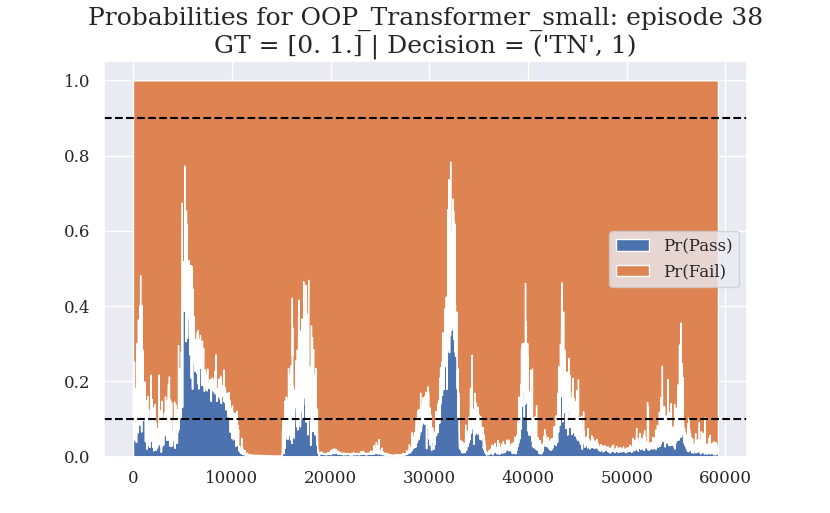 Probabilities for OOP_Transformer_small: episode 38
GT = [0. 1.] | Decision = ('TN', 1)
1.0
0.8
0.6
0.4
0.2
0.0
Pr(Pass)
Pr(Fail)
0 10000 20000 30000 40000 50000 60000